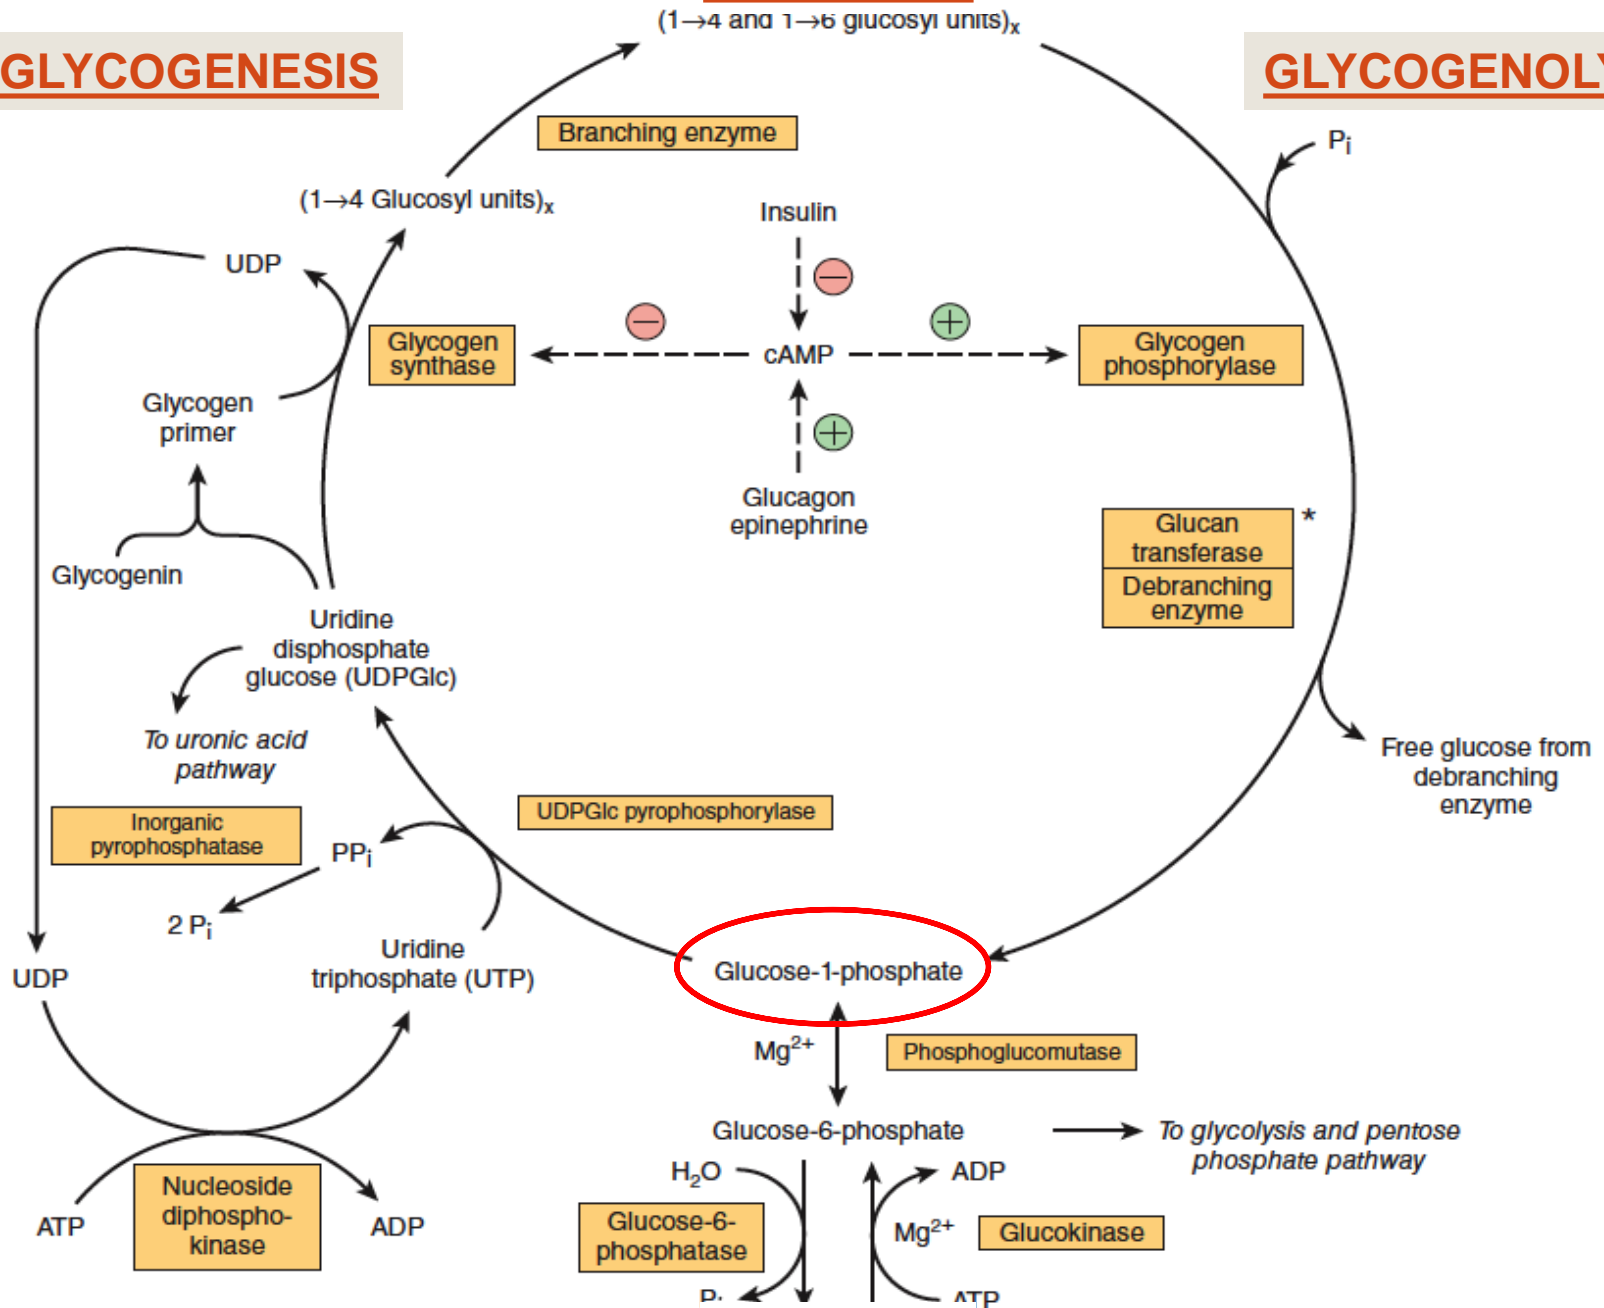 (1→4 and 1→6 glucosyl units)x
GLYCOGENESIS
GLYCOGENOLY
Branching enzyme
Pi
(1→4 Glucosyl units)x
Insulin
UDP
−
−
+
Glycogen
synthase
cAMP
Glycogen
phosphorylase
Glycogen
primer
+
Glucagon
epinephrine
Glucan
transferase
*
Debranching
enzyme
Glycogenin
Uridine
disphosphate
glucose (UDPGlc)
To uronic acid
pathway
Free glucose from
debranching
enzyme
UDPGlc pyrophosphorylase
Inorganic
pyrophosphatase
PPi
2 Pi
Uridine
triphosphate (UTP)
UDP
Glucose-1-phosphate
Mg2+
Phosphoglucomutase
Glucose-6-phosphate
To glycolysis and pentose
phosphate pathway
H2O
ADP
Nucleoside
diphospho-
kinase
ATP
ADP
Glucose-6-
phosphatase
Mg2+
Glucokinase
Pi
ATP